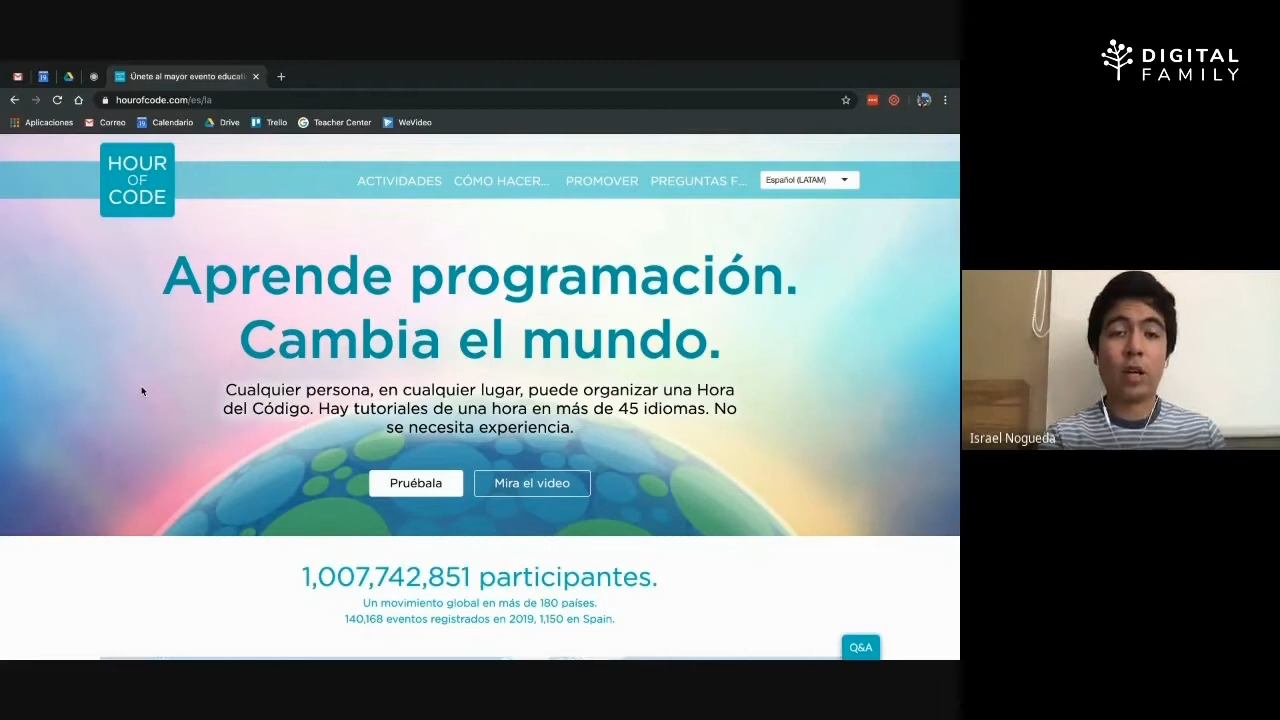 DIGITAL
FAMILY
Únete al mayor evento educati
hourofcode.com/es/la
Aplicaciones
Correo
Calendario
Drive
Trello
Teacher Center
WeVideo
HOUR
OF
CODE
ACTIVIDADES
CÓMO HACER...
PROMOVER
PREGUNTAS F...
Español (LATAM)
Aprende programación.
Cambia el mundo.
Cualquier persona, en cualquier lugar, puede organizar una Hora
del Código. Hay tutoriales de una hora en más de 45 idiomas. No
se necesita experiencia.
Pruébala
Mira el video
Israel Nogueda
1,007,742,851 participantes.
Un movimiento global en más de 180 países.
140,168 eventos registrados en 2019, 1,150 en Spain.
Q&A